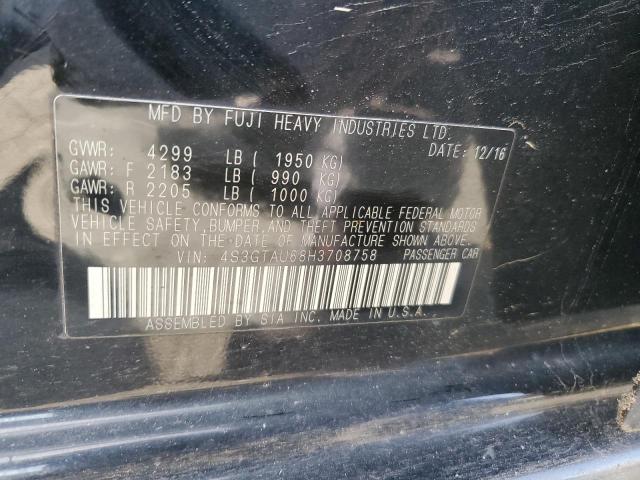 MFD BY FUJI HEAVY INDUSTRIES LTD.
GVWR: 4299 LB ( 1950 KG) DATE: 12/16
GAWR: F 2183 LB ( 990 KG)
GAWR: R 2205 LB ( 1000 KG)
THIS VEHICLE CONFORMS TO ALL APPLICABLE FEDERAL MOTOR
VEHICLE SAFETY, BUMPER, AND THEFT PREVENTION STANDARDS
IN EFFECT ON THE DATE OF MANUFACTURE SHOWN ABOVE.
VIN: 4S3GTAU68H3708758 PASSENGER CAR
ASSEMBLED BY SIA INC. MADE IN U.S.A.